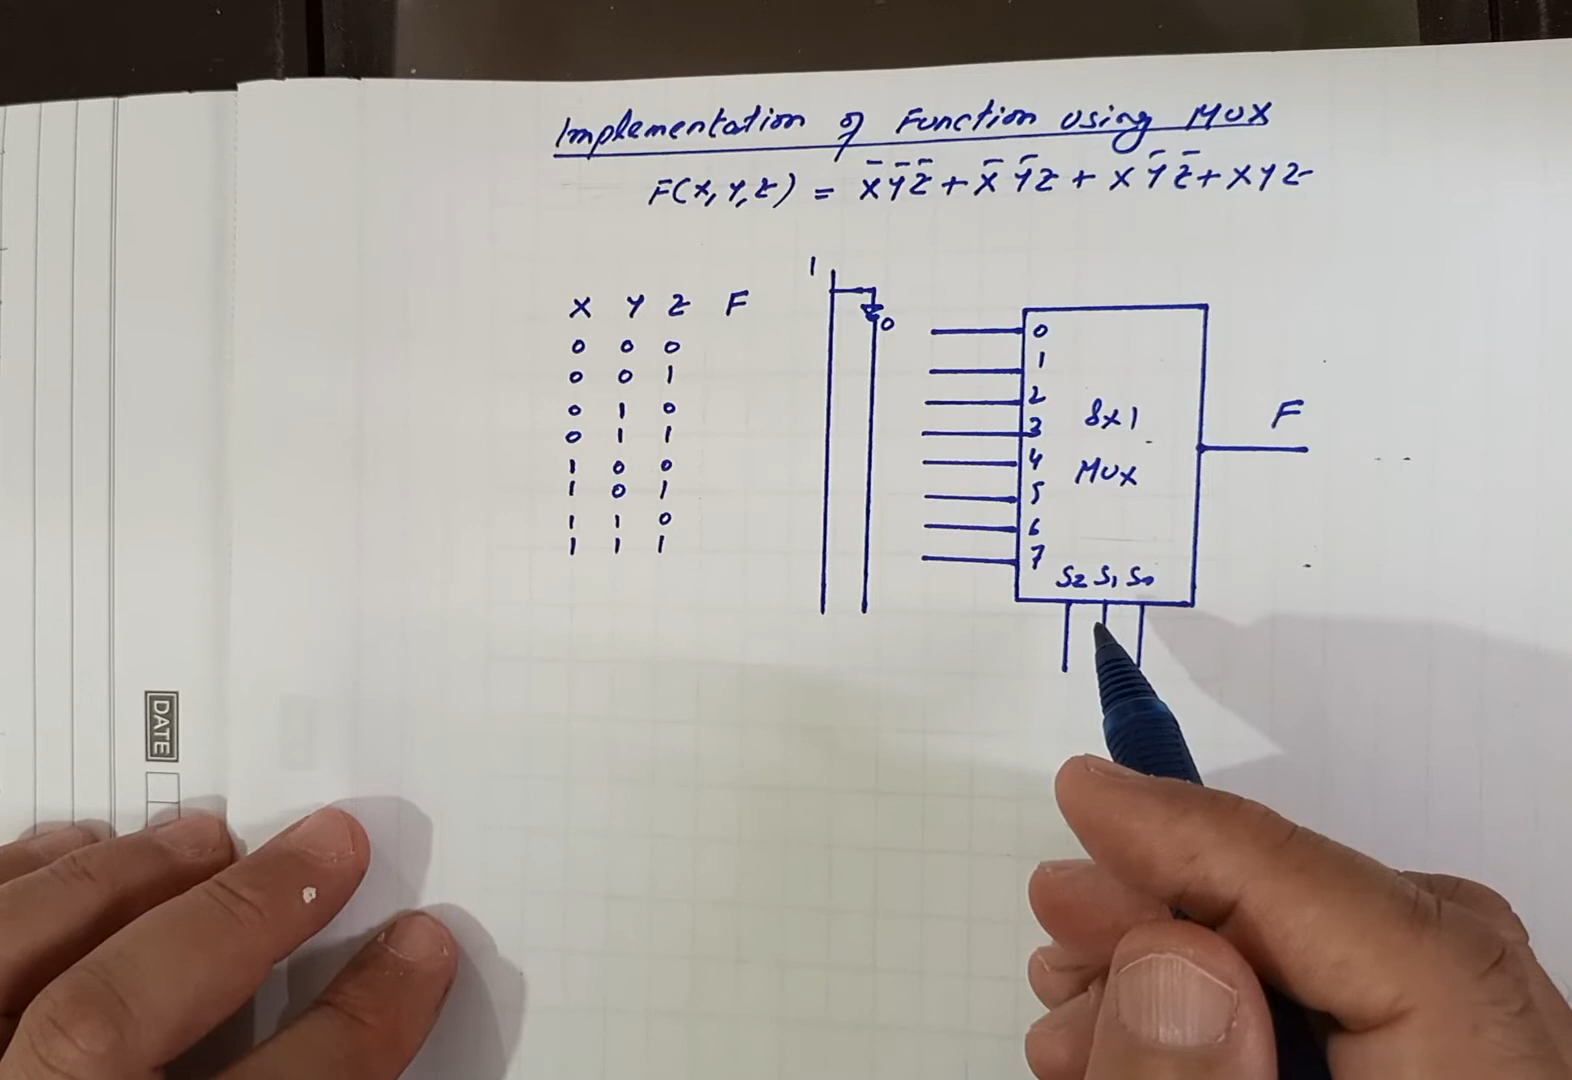 Implementation of Function using MUX
F(X,Y,Z) = X̄ȲZ̄ + X̄ȲZ + XȲZ̄ + XYZ
X Y Z F
0 0 0
0 0 1
0 1 0
0 1 1
1 0 0
1 0 1
1 1 0
1 1 1
1
0
0
1
2
3
4
5
6
7
8x1
MUX
S2 S1 S0
F
DATE